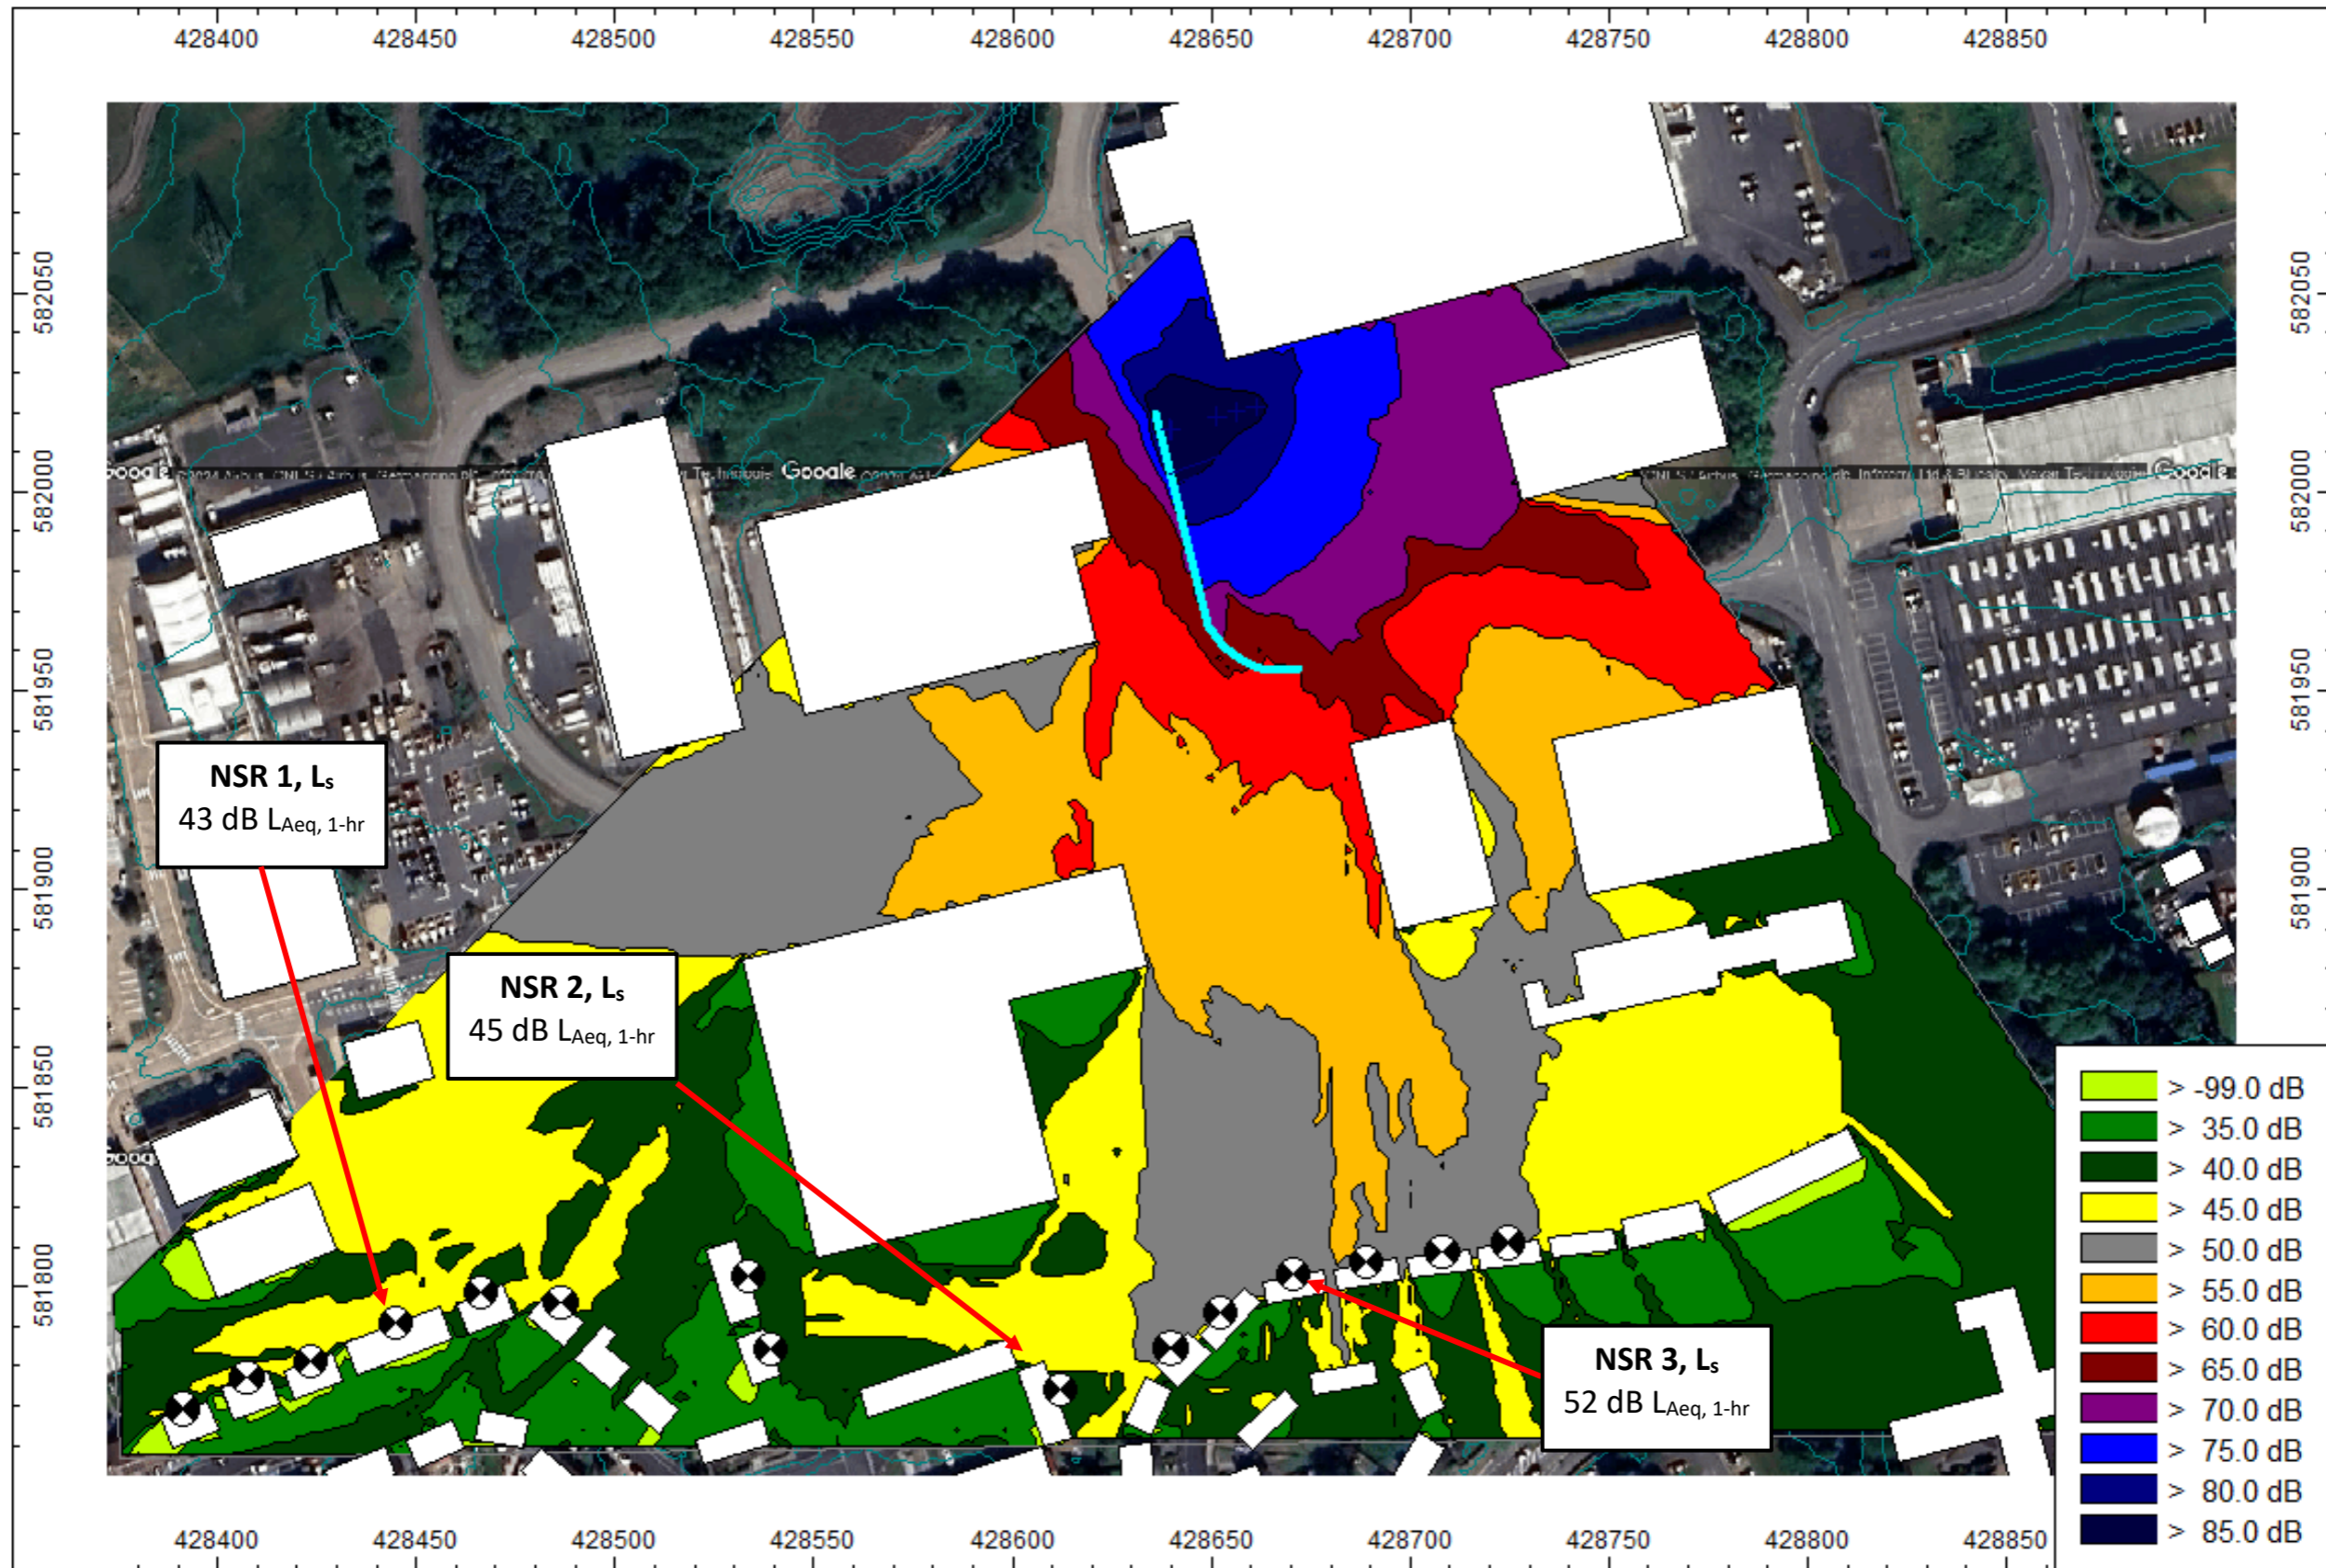 428400 428450 428500 428550 428600 428650 428700 428750 428800 428850
582050
582000
581950
581900
581850
581800
582050
582000
581950
581900
Google
Google
Google
NSR 1, Ls
43 dB LAeq, 1-hr
NSR 2, Ls
45 dB LAeq, 1-hr
NSR 3, Ls
52 dB LAeq, 1-hr
> -99.0 dB
> 35.0 dB
> 40.0 dB
> 45.0 dB
> 50.0 dB
> 55.0 dB
> 60.0 dB
> 65.0 dB
> 70.0 dB
> 75.0 dB
> 80.0 dB
> 85.0 dB
428400 428450 428500 428550 428600 428650 428700 428750 428800 428850